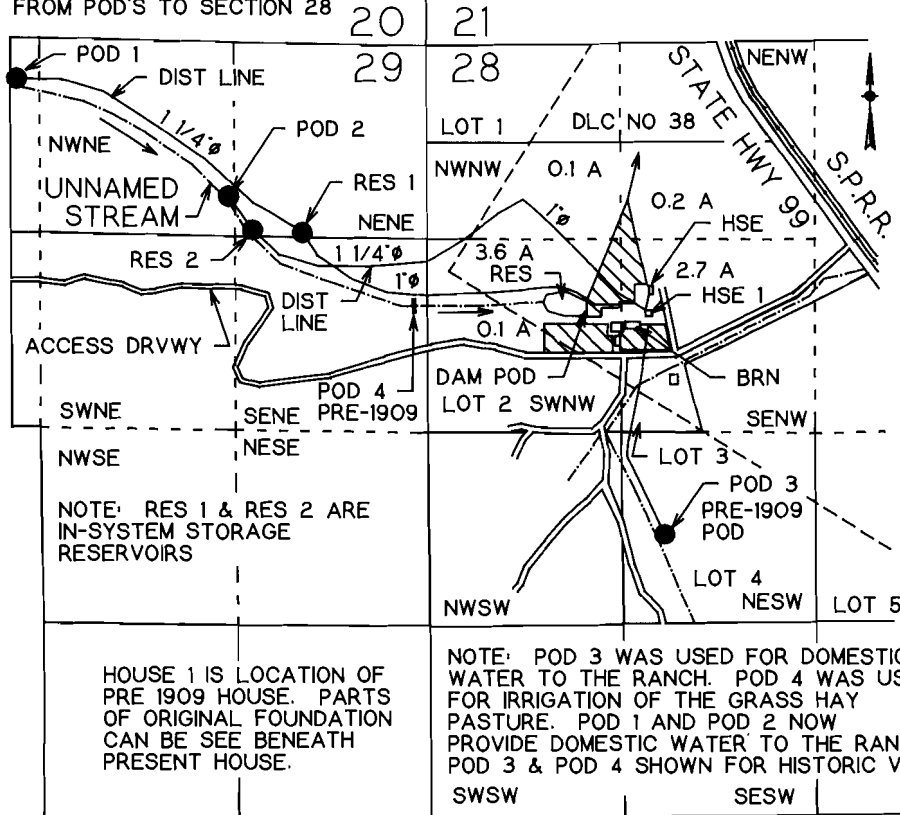 FROM POD'S TO SECTION 28
20 21
29 28
POD 1
DIST LINE
1 1/4"ø
POD 2
NWNE
UNNAMED
STREAM
RES 1
NENE
RES 2
1 1/4"ø
1"ø
DIST
LINE
ACCESS DRVWY
POD 4
PRE-1909
SWNE
SENE
NESE
NWSE
NOTE: RES 1 & RES 2 ARE
IN-SYSTEM STORAGE
RESERVOIRS
LOT 1
DLC NO 38
NENW
STATE HWY 99
S.P.R.R.
NWNW
0.1 A
0.2 A
1"ø
HSE
3.6 A
RES
2.7 A
HSE 1
0.1 A
DAM POD
BRN
LOT 2 SWNW
SENW
LOT 3
POD 3
PRE-1909
POD
LOT 4
NWSW
NESW
LOT 5
HOUSE 1 IS LOCATION OF
PRE 1909 HOUSE. PARTS
OF ORIGINAL FOUNDATION
CAN BE SEE BENEATH
PRESENT HOUSE.
NOTE: POD 3 WAS USED FOR DOMESTIC
WATER TO THE RANCH. POD 4 WAS US
FOR IRRIGATION OF THE GRASS HAY
PASTURE. POD 1 AND POD 2 NOW
PROVIDE DOMESTIC WATER TO THE RAN
POD 3 & POD 4 SHOWN FOR HISTORIC V
SWSW
SESW